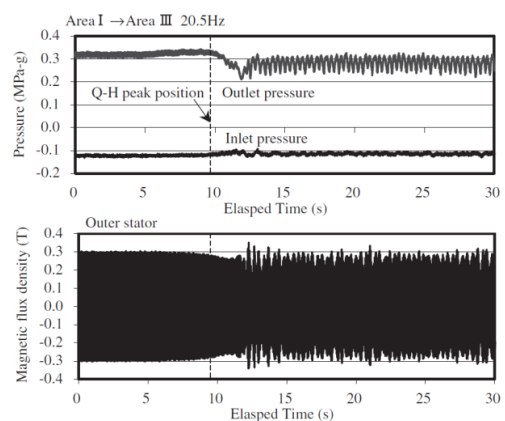 Area Ⅰ →Area Ⅲ 20.5Hz
Pressure (MPa-g)
0.4
0.3
0.2
0.1
0.0
-0.1
-0.2
Q-H peak position
Outlet pressure
Inlet pressure
0 5 10 15 20 25 30
Elasped Time (s)
Outer stator
Magnetic flux density (T)
0.4
0.3
0.2
0.1
0.0
-0.1
-0.2
-0.3
-0.4
0 5 10 15 20 25 30
Elasped Time (s)